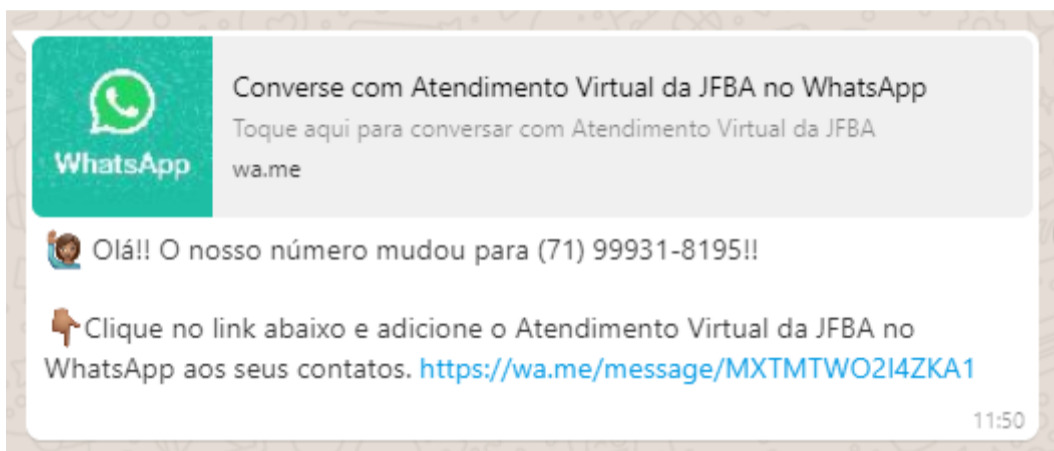 WhatsApp
Converse com Atendimento Virtual da JFBA no WhatsApp
Toque aqui para conversar com Atendimento Virtual da JFBA
wa.me
🙋🏽‍♀️ Olá!! O nosso número mudou para (71) 99931-8195!!
👇🏽Clique no link abaixo e adicione o Atendimento Virtual da JFBA no
WhatsApp aos seus contatos. https://wa.me/message/MXTMTWO2I4ZKA1
11:50